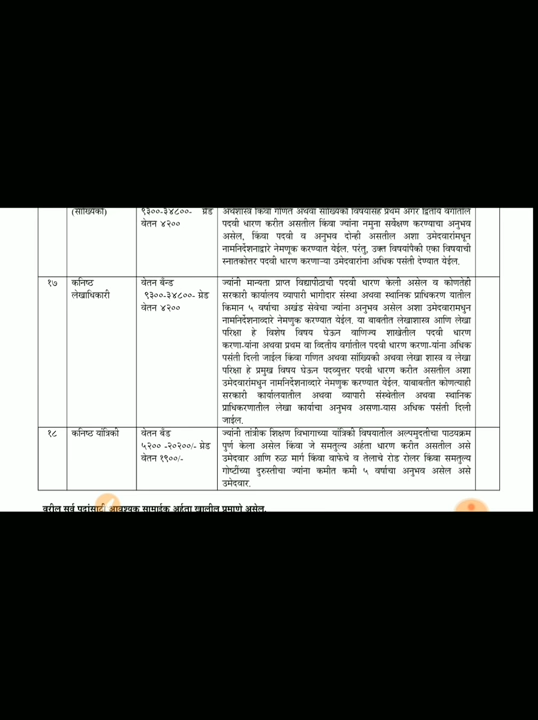 (सांख्यिकी)
९३००-३४८००- ग्रेड
वेतन ४२००
अर्थशास्त्र किंवा गणित अथवा सांख्यिकी विषयासह प्रथम अगर द्वितीय वर्गातील
पदवी धारण करीत असतील किंवा ज्यांना नमुना सर्वेक्षण करण्याचा अनुभव
असेल, किंवा पदवी व अनुभव दोन्ही असतील अशा उमेदवारांमधून
नामनिर्देशनाद्वारे नेमणूक करण्यात येईल. परंतु, उक्त विषयांपैकी एका विषयाची
स्नातकोत्तर पदवी धारण करणाऱ्या उमेदवारांना अधिक पसंती देण्यात येईल.
१७
कनिष्ठ
लेखाधिकारी
वेतन बॅन्ड
९३००-३४८००- ग्रेड
वेतन ४२००
ज्यांनी मान्यता प्राप्त विद्यापीठाची पदवी धारण केली असेल व कोणतेही
सरकारी कार्यालय व्यापारी भागीदार संस्था अथवा स्थानिक प्राधिकरण यातील
किमान ५ वर्षाचा अखंड सेवेचा ज्यांना अनुभव असेल अशा उमेदवारामधुन
नामनिर्देशनाव्दारे नेमणूक करण्यात येईल. या बाबतीत लेखाशास्त्र आणि लेखा
परिक्षा हे विशेष विषय घेऊन वाणिज्य शाखेतील पदवी धारण
करणा-यांना अथवा प्रथम वा व्दितीय वर्गातील पदवी धारण करणा-यांना अधिक
पसंती दिली जाईल किंवा गणित अथवा सांख्यिकी अथवा लेखा शास्त्र व लेखा
परिक्षा हे प्रमुख विषय घेऊन पदव्युत्तर पदवी धारण करीत असतील अशा
उमेदवारांमधुन नामनिर्देशनाव्दारे नेमणूक करण्यात येईल. याबाबतीत कोणत्याही
सरकारी कार्यालयातील अथवा व्यापारी संस्थेतील अथवा स्थानिक
प्राधिकरणातील लेखा कार्याचा अनुभव असणा-यास अधिक पसंती दिली
जाईल.
१८
कनिष्ट यांत्रिकी
वेतन बँड
५२०० -२०२००/- ग्रेड
वेतन १९००/-
ज्यांनी तांत्रीक शिक्षण विभागाच्या यांत्रिकी विषयातील अल्पमुदतीचा पाठयक्रम
पुर्ण केला असेल किंवा जे समतुल्य अर्हता धारण करीत असतील असे
उमेदवार आणि रुळ मार्ग किंवा वाफेचे व तेलाचे रोड रोलर किंवा समतुल्य
गोष्टीच्या दुरुस्तीचा ज्यांना कमीत कमी ५ वर्षाचा अनुभव असेल असे
उमेदवार.
वरील सर्व पदांसाठी आवश्यक सामाईक अर्हता खालील प्रमाणे असेल.